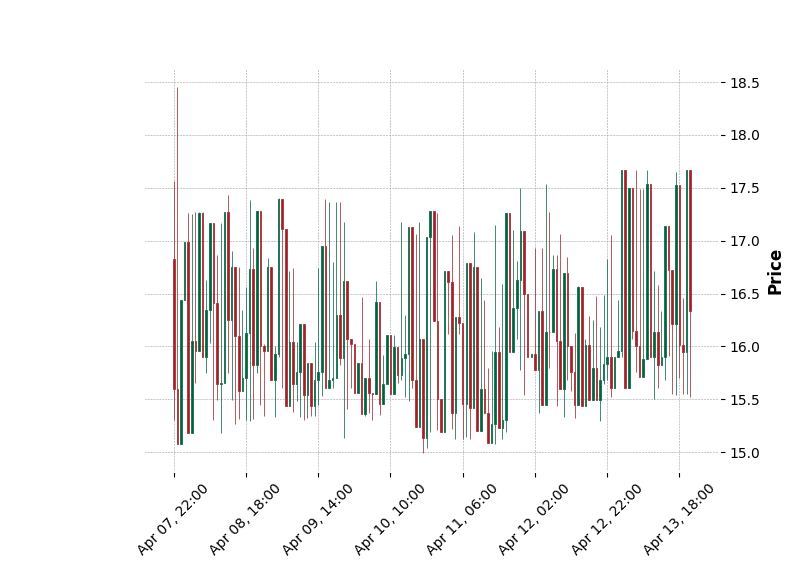 18.5
18.0
17.5
17.0
16.5
16.0
15.5
15.0
Price
Apr 07, 22:00
Apr 08, 18:00
Apr 09, 14:00
Apr 10, 10:00
Apr 11, 06:00
Apr 12, 02:00
Apr 12, 22:00
Apr 13, 18:00